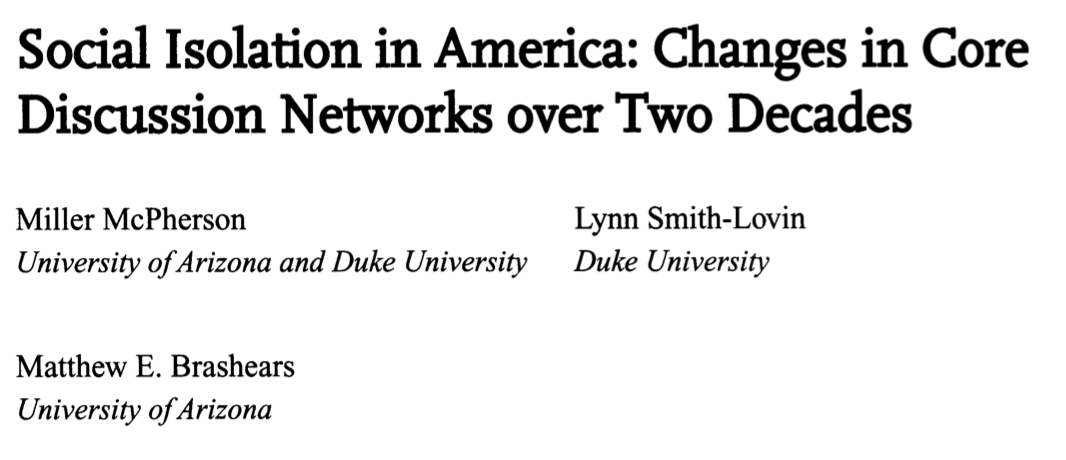 Social Isolation in America: Changes in Core
Discussion Networks over Two Decades
Miller McPherson
University of Arizona and Duke University
Lynn Smith-Lovin
Duke University
Matthew E. Brashears
University of Arizona